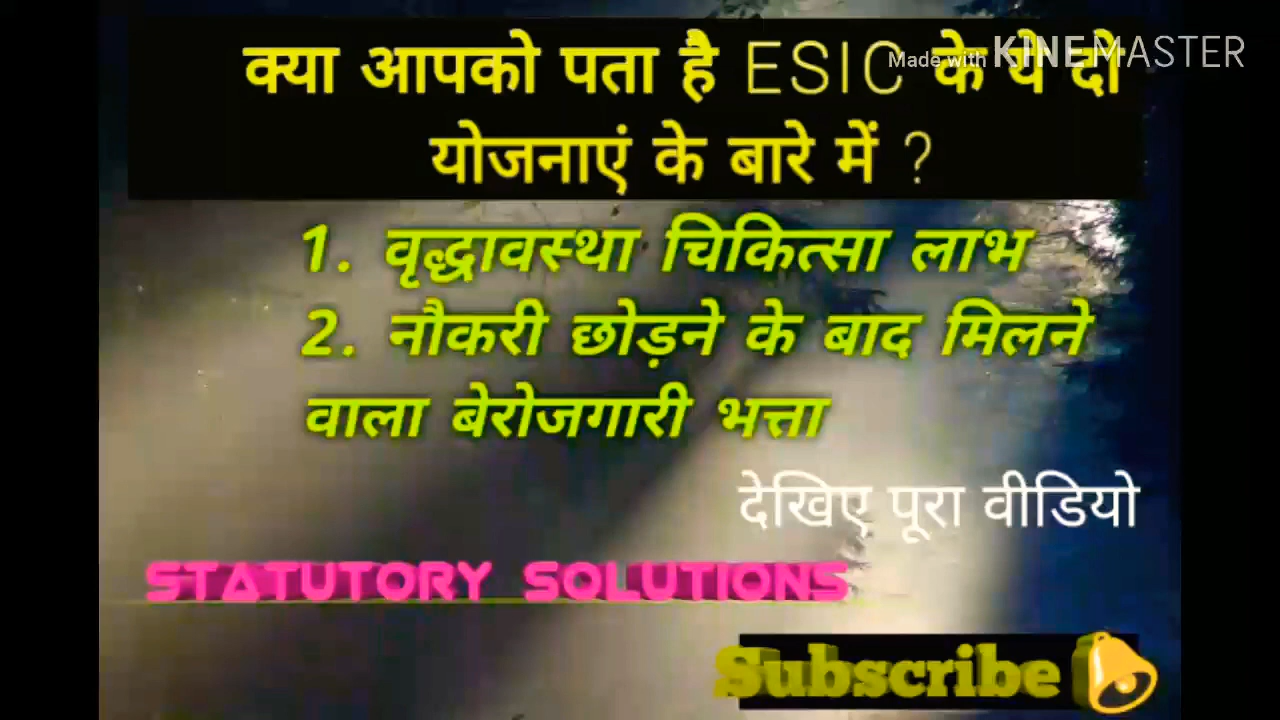 क्या आपको पता है ESIC के ये दो
Made with KINEMASTER
योजनाएं के बारे में ?
1. वृद्धावस्था चिकित्सा लाभ
2. नौकरी छोड़ने के बाद मिलने
वाला बेरोजगारी भत्ता
देखिए पूरा वीडियो
STATUTORY SOLUTIONS
Subscribe